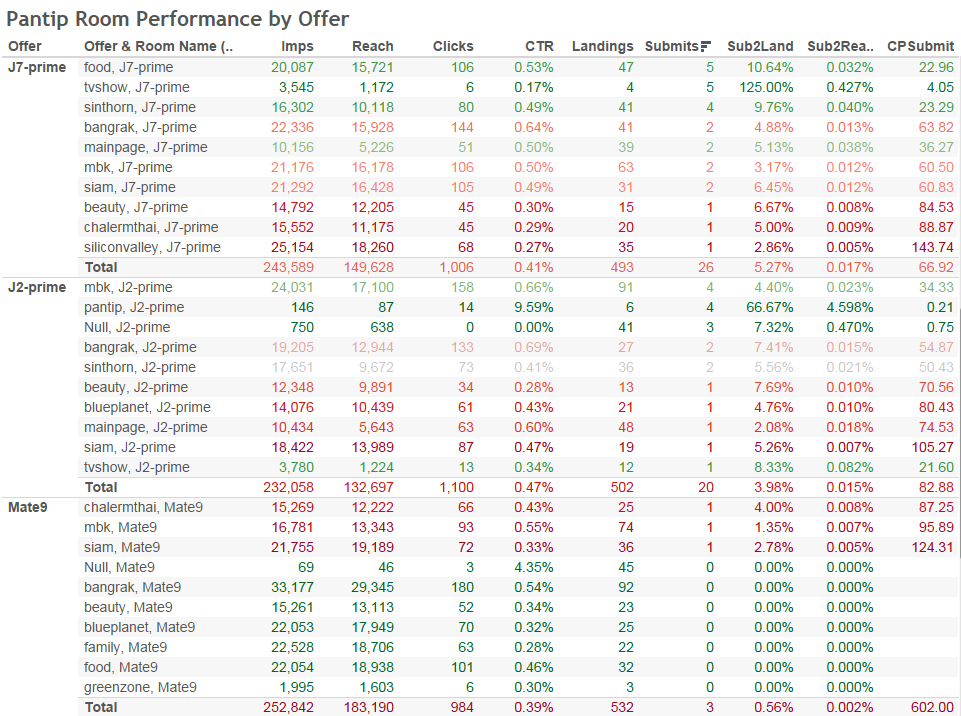 Pantip Room Performance by Offer
Offer Offer & Room Name (.. Imps Reach Clicks CTR Landings Submits Sub2Land Sub2Rea.. CPSubmit
J7-prime food, J7-prime 20,087 15,721 106 0.53% 47 5 10.64% 0.032% 22.96
tvshow, J7-prime 3,545 1,172 6 0.17% 4 5 125.00% 0.427% 4.05
sinthorn, J7-prime 16,302 10,118 80 0.49% 41 4 9.76% 0.040% 23.29
bangrak, J7-prime 22,336 15,928 144 0.64% 41 2 4.88% 0.013% 63.82
mainpage, J7-prime 10,156 5,226 51 0.50% 39 2 5.13% 0.038% 36.27
mbk, J7-prime 21,176 16,178 106 0.50% 63 2 3.17% 0.012% 60.50
siam, J7-prime 21,292 16,428 105 0.49% 31 2 6.45% 0.012% 60.83
beauty, J7-prime 14,792 12,205 45 0.30% 15 1 6.67% 0.008% 84.53
chalermthai, J7-prime 15,552 11,175 45 0.29% 20 1 5.00% 0.009% 88.87
siliconvalley, J7-prime 25,154 18,260 68 0.27% 35 1 2.86% 0.005% 143.74
Total 243,589 149,628 1,006 0.41% 493 26 5.27% 0.017% 66.92
J2-prime mbk, J2-prime 24,031 17,100 158 0.66% 91 4 4.40% 0.023% 34.33
pantip, J2-prime 146 87 14 9.59% 6 4 66.67% 4.598% 0.21
Null, J2-prime 750 638 0 0.00% 41 3 7.32% 0.470% 0.75
bangrak, J2-prime 19,205 12,944 133 0.69% 27 2 7.41% 0.015% 54.87
sinthorn, J2-prime 17,651 9,672 73 0.41% 36 2 5.56% 0.021% 50.43
beauty, J2-prime 12,348 9,891 34 0.28% 13 1 7.69% 0.010% 70.56
blueplanet, J2-prime 14,076 10,439 61 0.43% 21 1 4.76% 0.010% 80.43
mainpage, J2-prime 10,434 5,643 63 0.60% 48 1 2.08% 0.018% 74.53
siam, J2-prime 18,422 13,989 87 0.47% 19 1 5.26% 0.007% 105.27
tvshow, J2-prime 3,780 1,224 13 0.34% 12 1 8.33% 0.082% 21.60
Total 232,058 132,697 1,100 0.47% 502 20 3.98% 0.015% 82.88
Mate9 chalermthai, Mate9 15,269 12,222 66 0.43% 25 1 4.00% 0.008% 87.25
mbk, Mate9 16,781 13,343 93 0.55% 74 1 1.35% 0.007% 95.89
siam, Mate9 21,755 19,189 72 0.33% 36 1 2.78% 0.005% 124.31
Null, Mate9 69 46 3 4.35% 45 0 0.00% 0.000%
bangrak, Mate9 33,177 29,345 180 0.54% 92 0 0.00% 0.000%
beauty, Mate9 15,261 13,113 52 0.34% 23 0 0.00% 0.000%
blueplanet, Mate9 22,053 17,949 70 0.32% 25 0 0.00% 0.000%
family, Mate9 22,528 18,706 63 0.28% 22 0 0.00% 0.000%
food, Mate9 22,054 18,938 101 0.46% 32 0 0.00% 0.000%
greenzone, Mate9 1,995 1,603 6 0.30% 3 0 0.00% 0.000%
Total 252,842 183,190 984 0.39% 532 3 0.56% 0.002% 602.00